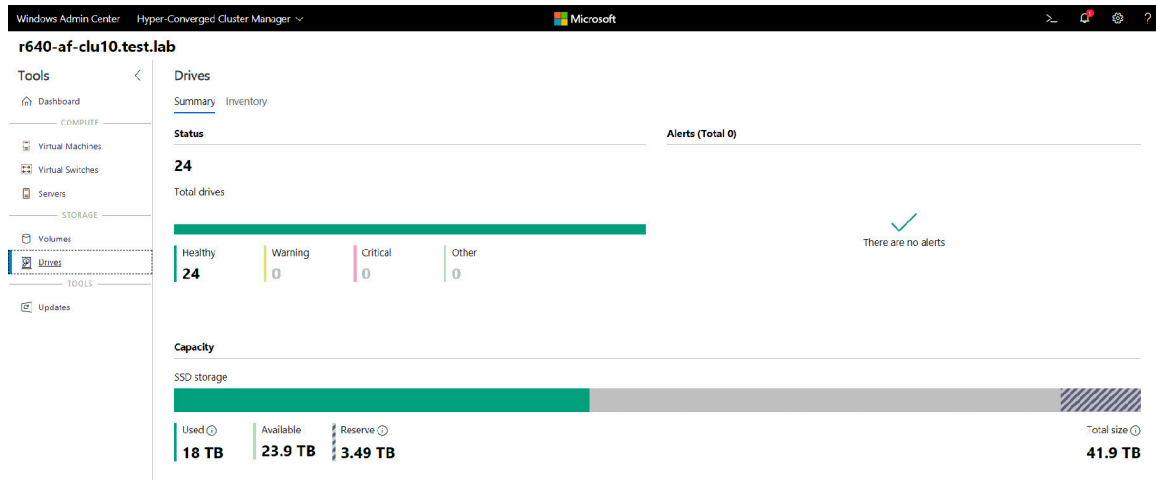 Windows Admin Center Hyper-Converged Cluster Manager Microsoft ?
r640-af-clu10.test.lab
Tools
Dashboard
COMPUTE
Virtual Machines
Virtual Switches
Servers
STORAGE
Volumes
Drives
TOOLS
Updates
Drives
Summary Inventory
Status
24
Total drives
Healthy Warning Critical Other
24 0 0 0
Alerts (Total 0)
There are no alerts
Capacity
SSD storage
Used Available Reserve Total size
18 TB 23.9 TB 3.49 TB 41.9 TB